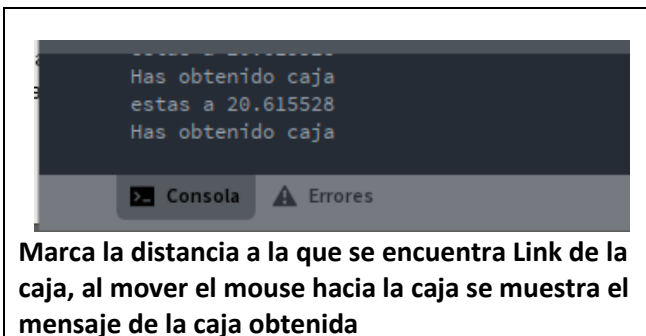 Has obtenido caja
estas a 20.615528
Has obtenido caja
Consola Errores
Marca la distancia a la que se encuentra Link de la
caja, al mover el mouse hacia la caja se muestra el
mensaje de la caja obtenida